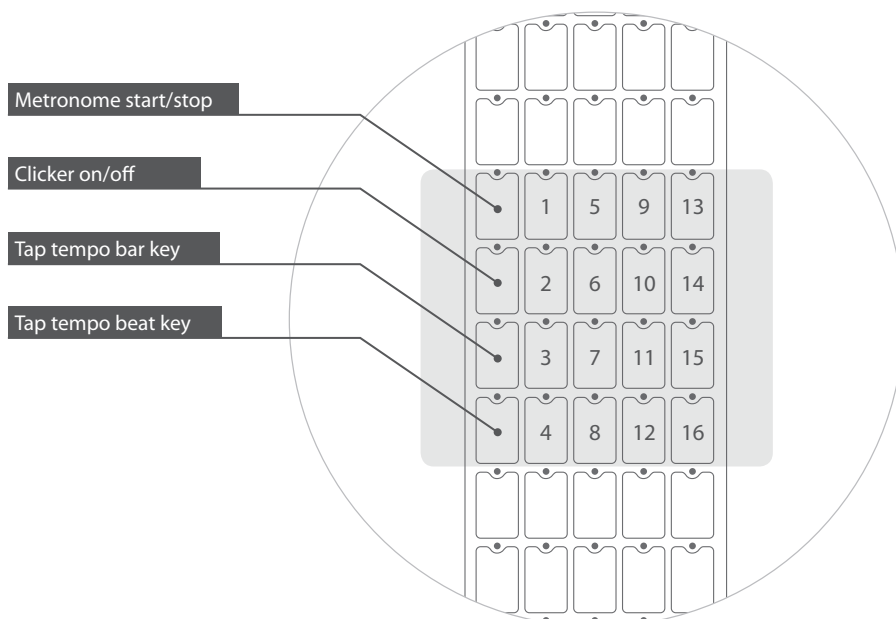 Metronome start/stop
1 5 9 13
Clicker on/off
2 6 10 14
Tap tempo bar key
3 7 11 15
Tap tempo beat key
4 8 12 16